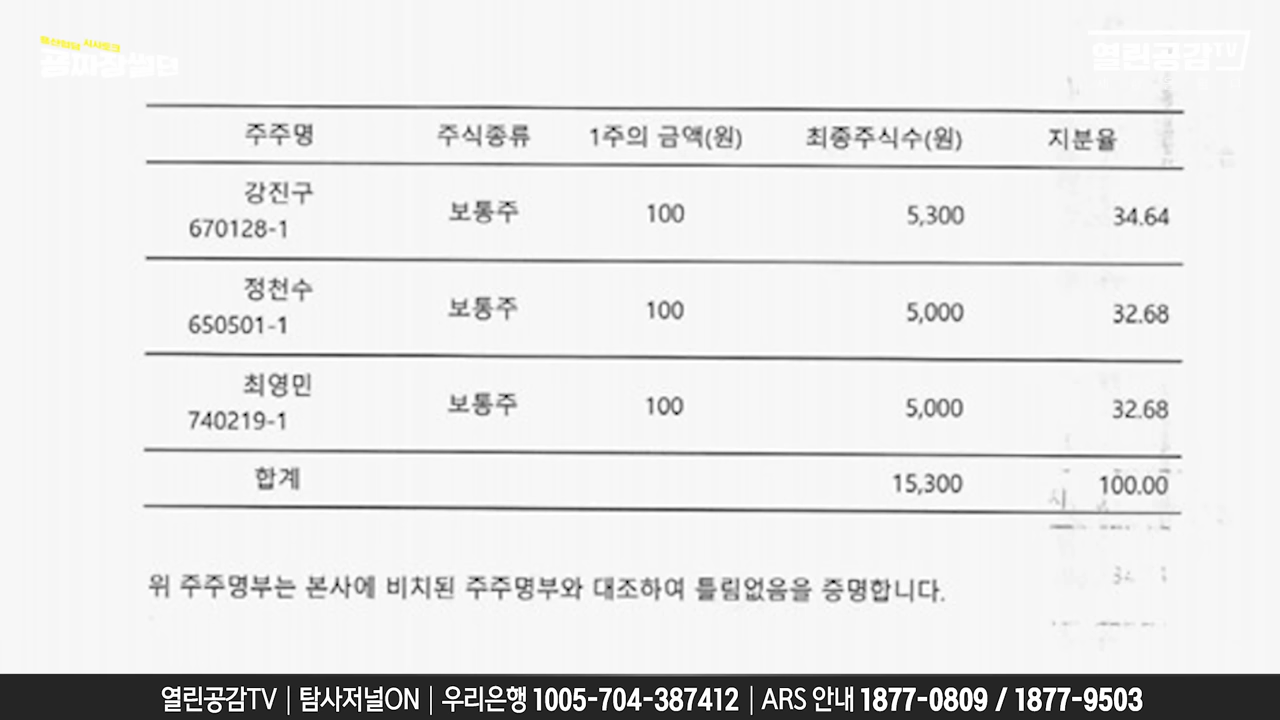 열린공감TV
주주명 주식종류 1주의 금액(원) 최종주식수(원) 지분율
강진구
670128-1 보통주 100 5,300 34.64
정천수
650501-1 보통주 100 5,000 32.68
최영민
740219-1 보통주 100 5,000 32.68
합계 15,300 100.00
위 주주명부는 본사에 비치된 주주명부와 대조하여 틀림없음을 증명합니다.
열린공감TV | 탐사저널ON | 우리은행 1005-704-387412 | ARS 안내 1877-0809 / 1877-9503